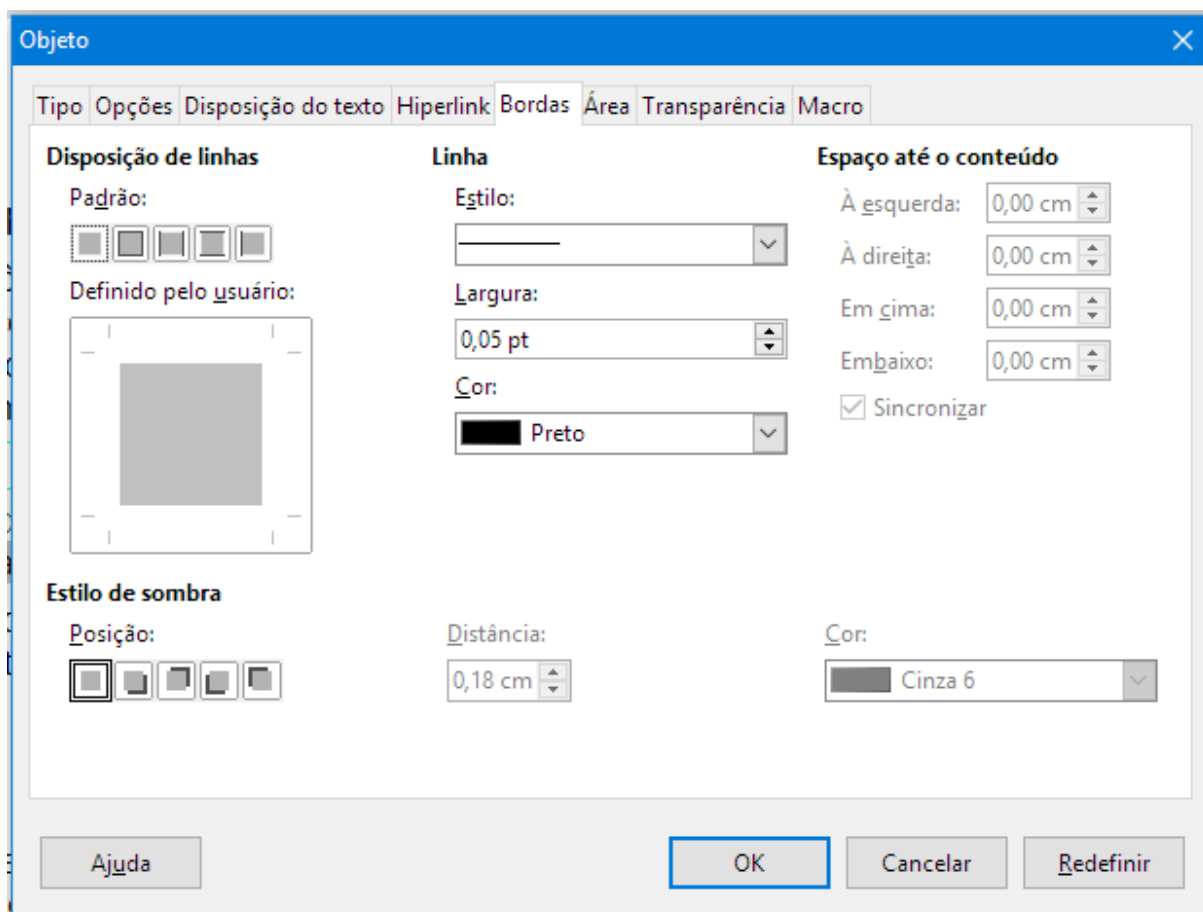 Objeto
Tipo Opções Disposição do texto Hiperlink Bordas Área Transparência Macro
Disposição de linhas
Padrão:
Definido pelo usuário:
Linha
Estilo:
Largura:
0,05 pt
Cor:
Preto
Espaço até o conteúdo
À esquerda: 0,00 cm
À direita: 0,00 cm
Em cima: 0,00 cm
Embaixo: 0,00 cm
Sincronizar
Estilo de sombra
Posição:
Distância:
0,18 cm
Cor:
Cinza 6
Ajuda OK Cancelar Redefinir